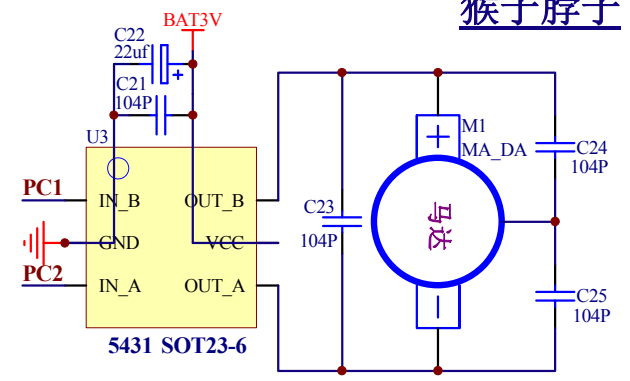 猴子脖子
BAT3V
C22
22uf
+
C21
104P
U3
M1
MA_DA
+
C24
104P
PC1
IN_B
OUT_B
C23
104P
马达
GND
VCC
PC2
IN_A
OUT_A
C25
104P
5431 SOT23-6